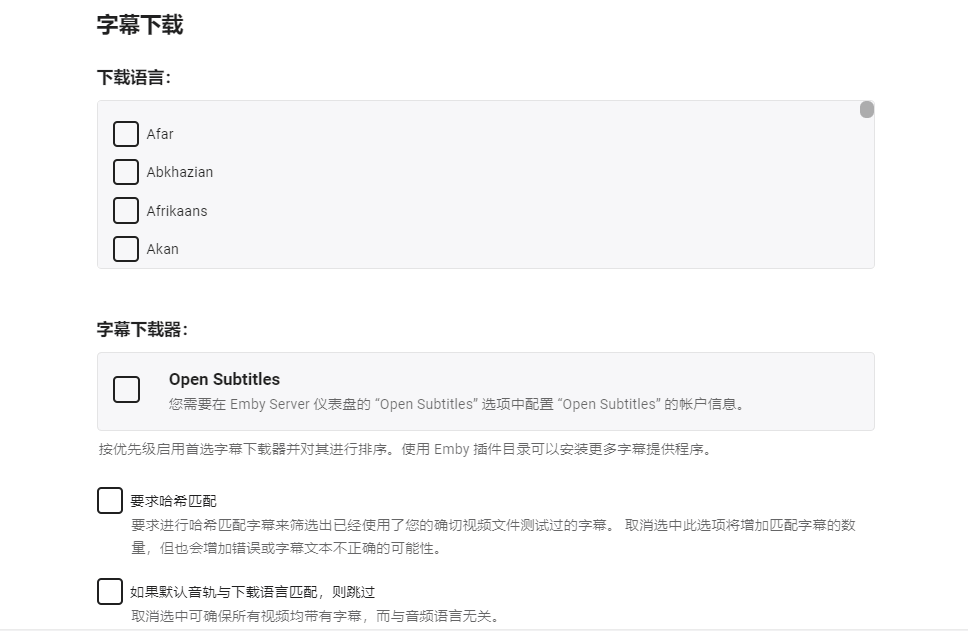 字幕下载
下载语言：
Afar
Abkhazian
Afrikaans
Akan
字幕下载器：
Open Subtitles
您需要在 Emby Server 仪表盘的 “Open Subtitles” 选项中配置 “Open Subtitles” 的帐户信息。
按优先级启用首选字幕下载器并对其进行排序。使用 Emby 插件目录可以安装更多字幕提供程序。
要求哈希匹配
要求进行哈希匹配字幕来筛选出已经使用了您的确切视频文件测试过的字幕。 取消选中此选项将增加匹配字幕的数
量，但也会增加错误或字幕文本不正确的可能性。
如果默认音轨与下载语言匹配，则跳过
取消选中可确保所有视频均带有字幕，而与音频语言无关。